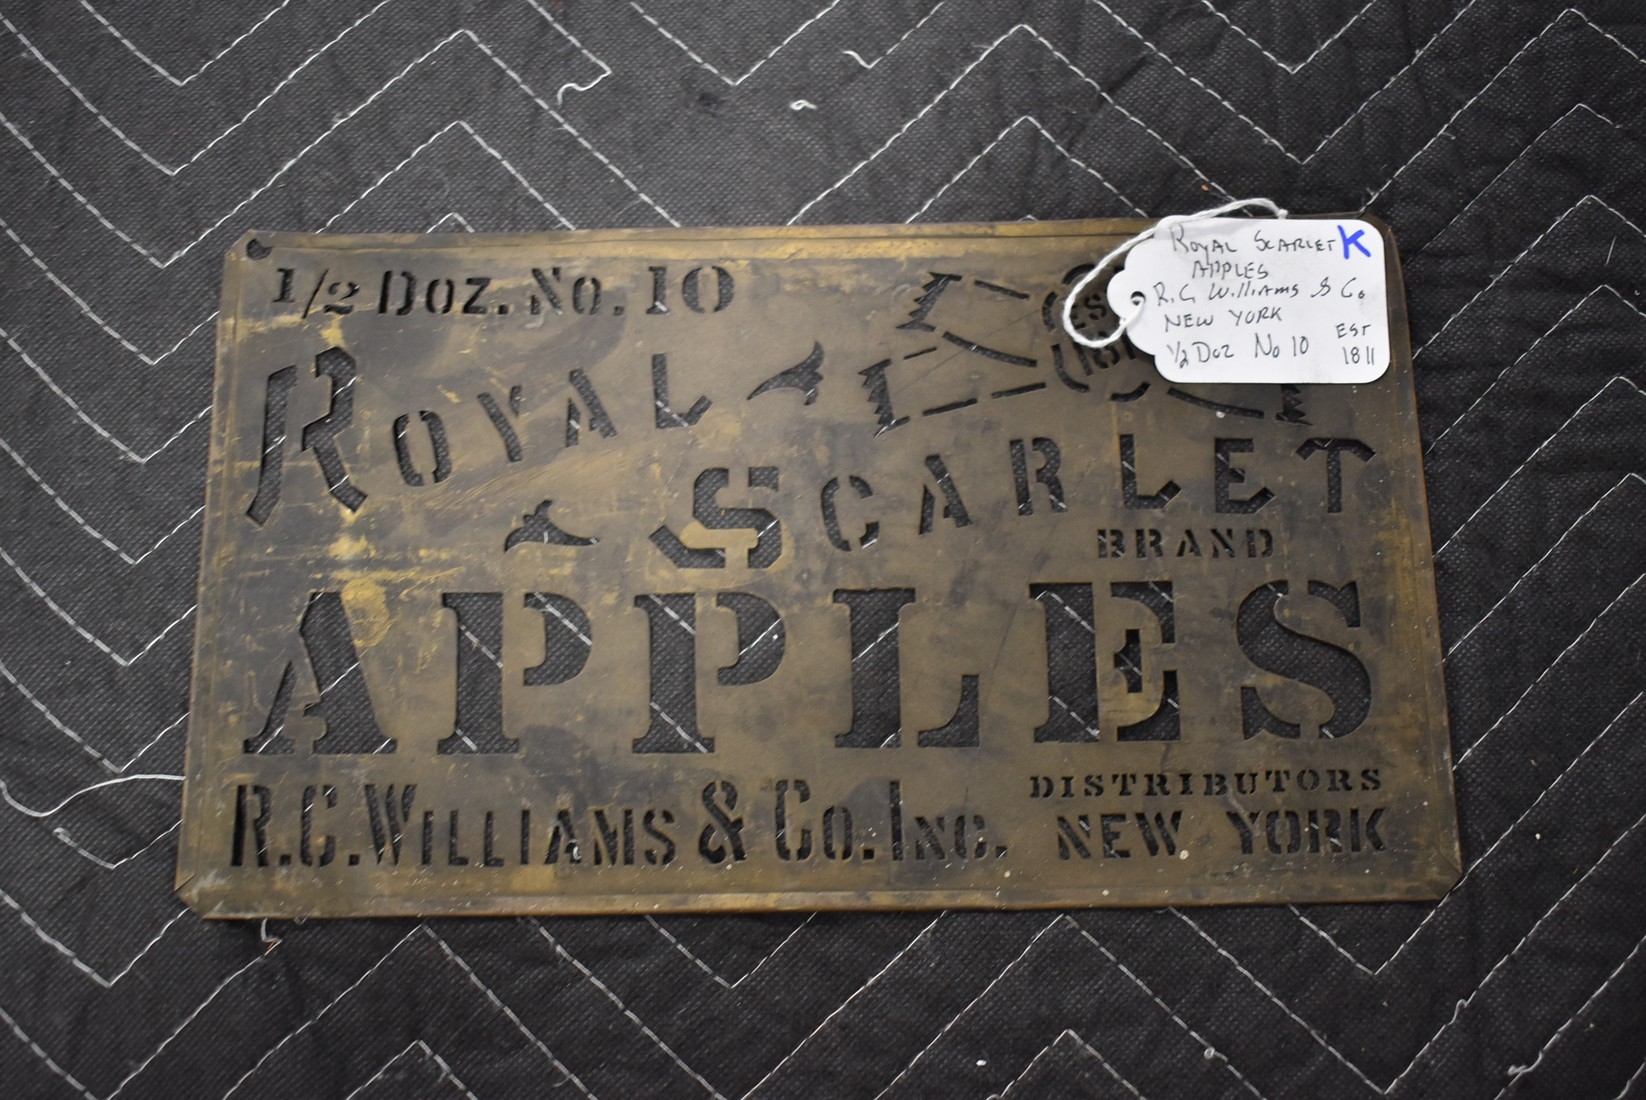 1/2 Doz. No. 10
ROYAL
SCARLET
BRAND
APPLES
DISTRIBUTORS
R.C. WILLIAMS & Co. Inc. NEW YORK
ROYAL SCARLET K
APPLES
R.C. WILLIAMS & Co
NEW YORK
EST
1/2 Doz No 10
1811